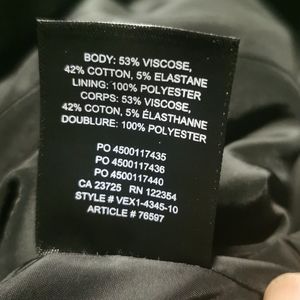 BODY: 53% VISCOSE,
42% COTTON, 5% ELASTANE
LINING: 100% POLYESTER
CORPS: 53% VISCOSE,
42% COTON, 5% ÉLASTHANNE
DOUBLURE: 100% POLYESTER
PO 4500117435
PO 4500117436
PO 4500117440
CA 23725 RN 122354
STYLE # VEX1-4345-10
ARTICLE # 76597